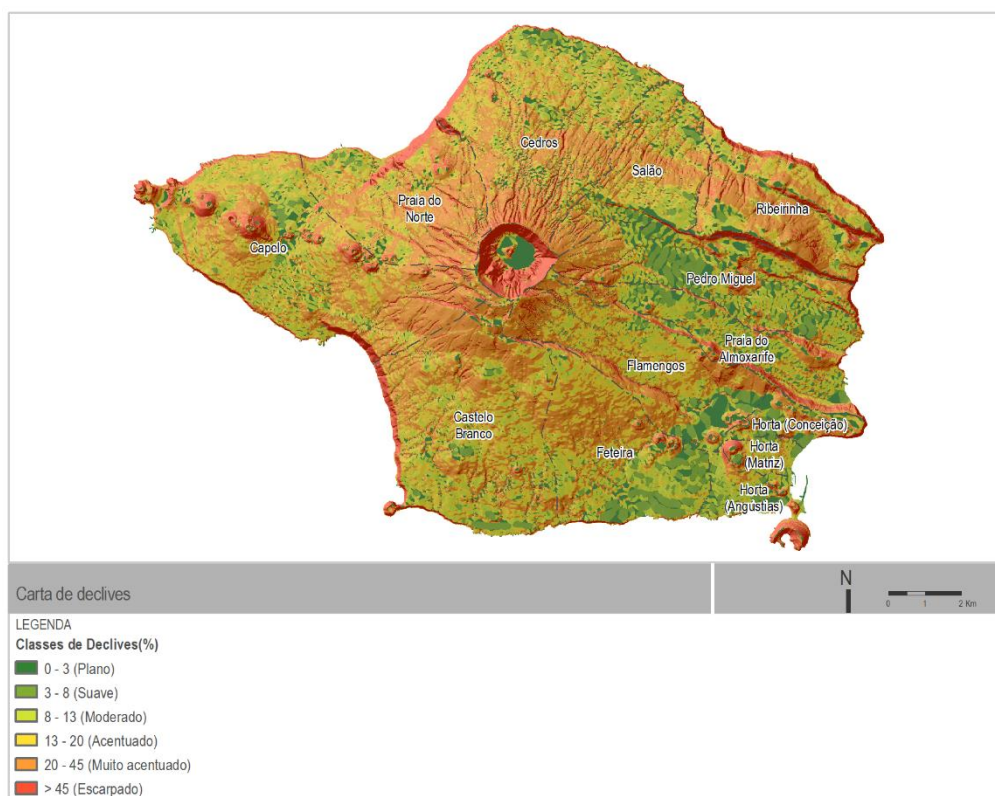 Cedros
Salão
Ribeirinha
Praia do
Norte
Capelo
Pedro Miguel
Praia do
Almoxarife
Flamengos
Castelo
Branco
Feteira
Horta (Conceição)
Horta
(Matriz)
Horta
(Angústias)
Carta de declives
N
0 1 2 Km
LEGENDA
Classes de Declives(%)
0 - 3 (Plano)
3 - 8 (Suave)
8 - 13 (Moderado)
13 - 20 (Acentuado)
20 - 45 (Muito acentuado)
> 45 (Escarpado)